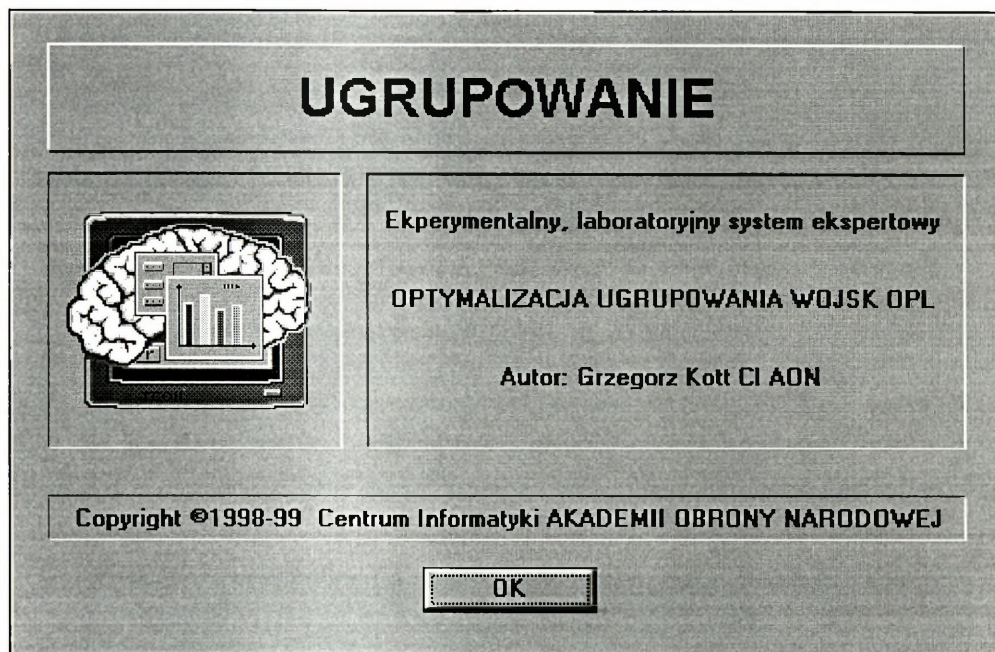 UGRUPOWANIE
Ekperymentalny, laboratoryjny system ekspertowy
OPTYMALIZACJA UGRUPOWANIA WOJSK OPL
Autor: Grzegorz Kott CI AON
Copyright ©1998-99 Centrum Informatyki AKADEMII OBRONY NARODOWEJ
OK